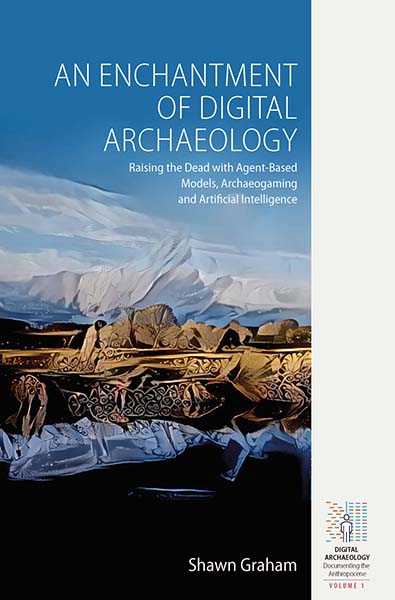 AN ENCHANTMENT
OF DIGITAL
ARCHAEOLOGY
Raising the Dead with Agent-Based
Models, Archaeogaming
and Artificial Intelligence
Shawn Graham
DIGITAL
ARCHAEOLOGY
Documenting the
Anthropocene
VOLUME 1